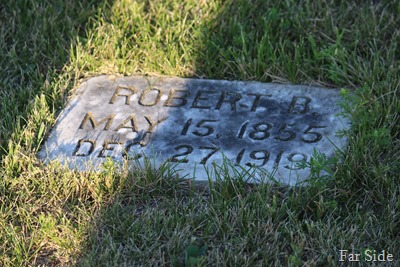 ROBERT B.
MAY 15, 1855
DEC 27, 1919
Far Side